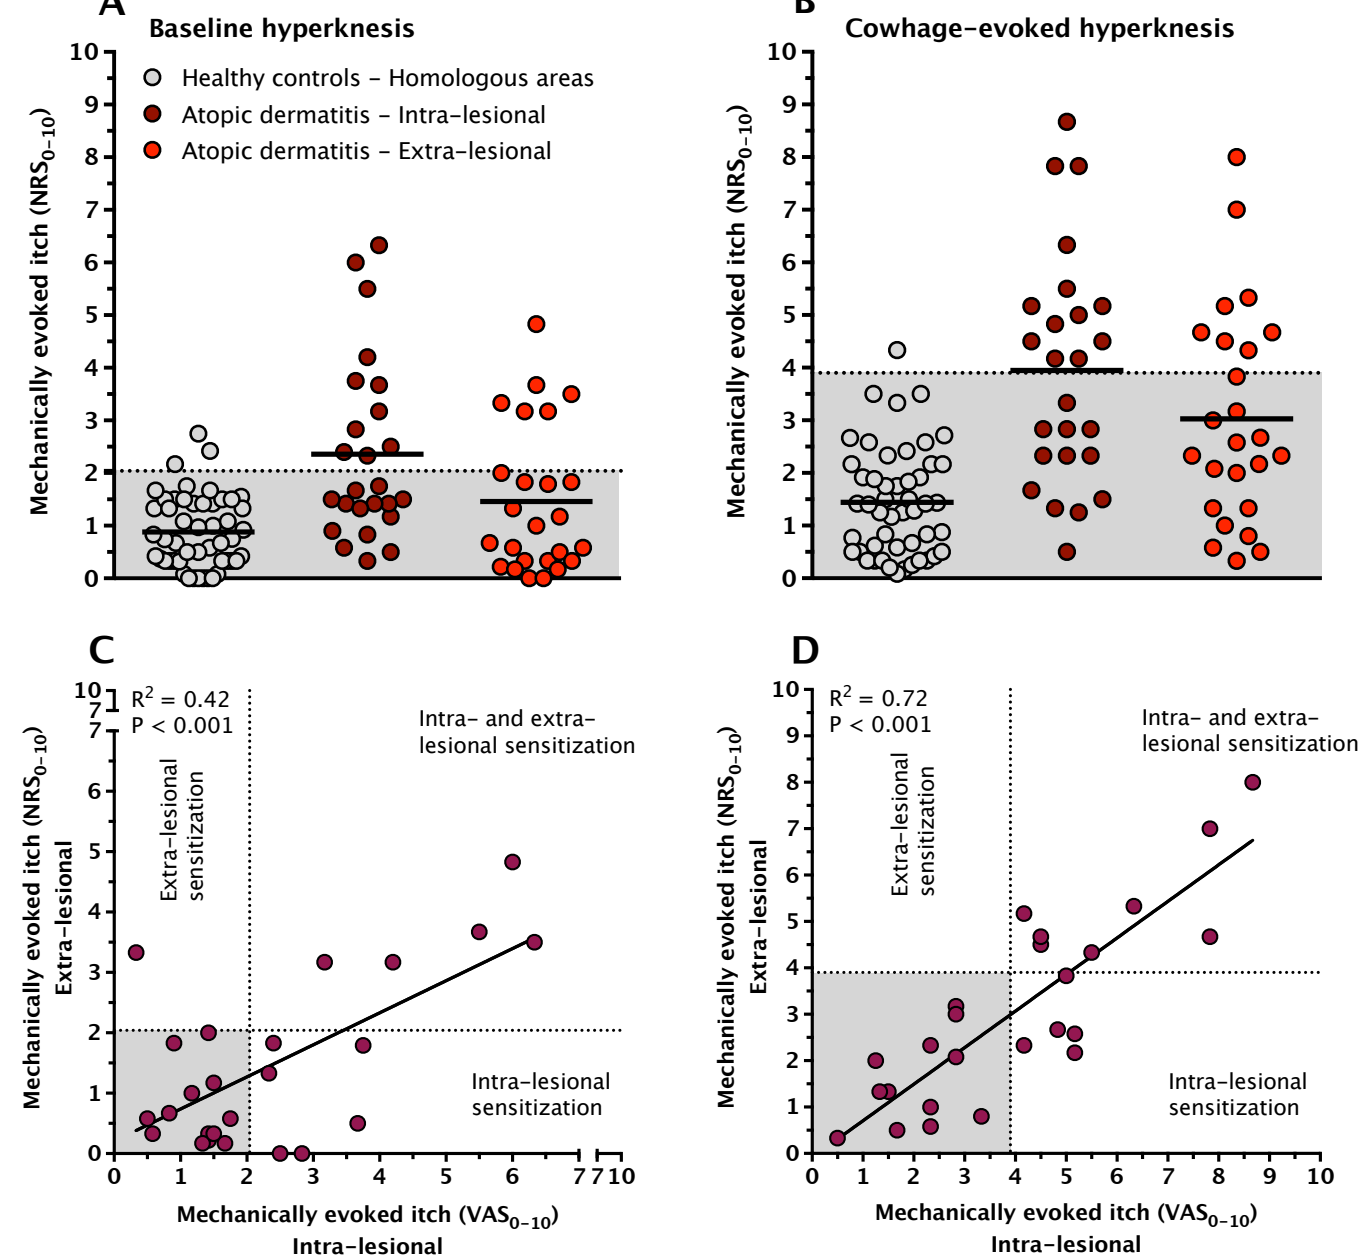 A
Baseline hyperknesis
10
9
8
7
6
5
4
3
2
1
0
Mechanically evoked itch (NRS0–10)
Healthy controls – Homologous areas
Atopic dermatitis – Intra-lesional
Atopic dermatitis – Extra-lesional
B
Cowhage-evoked hyperknesis
10
9
8
7
6
5
4
3
2
1
0
Mechanically evoked itch (NRS0–10)
C
R2 = 0.42
P < 0.001
10
7
7
6
5
4
3
2
1
0
Mechanically evoked itch (NRS0–10)
Extra-lesional
Extra-lesional
sensitization
Intra- and extra-
lesional sensitization
Intra-lesional
sensitization
0 1 2 3 4 5 6 7 7 10
Mechanically evoked itch (VAS0–10)
Intra-lesional
D
R2 = 0.72
P < 0.001
10
9
8
7
6
5
4
3
2
1
0
Mechanically evoked itch (NRS0–10)
Extra-lesional
Extra-lesional
sensitization
Intra- and extra-
lesional sensitization
Intra-lesional
sensitization
0 1 2 3 4 5 6 7 8 9 10
Mechanically evoked itch (VAS0–10)
Intra-lesional